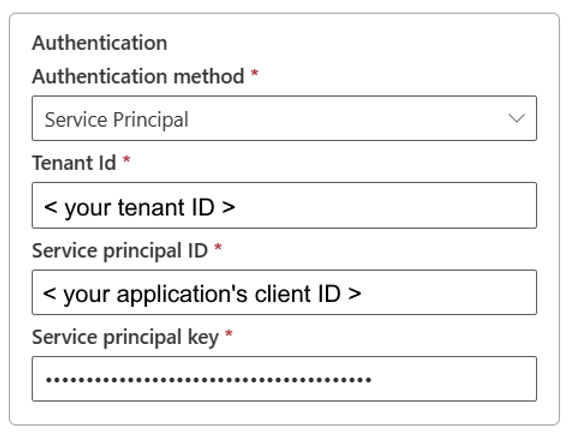 Authentication
Authentication method *
Service Principal
Tenant Id *
< your tenant ID >
Service principal ID *
< your application's client ID >
Service principal key *
••••••••••••••••••••••••••••••••••••••••